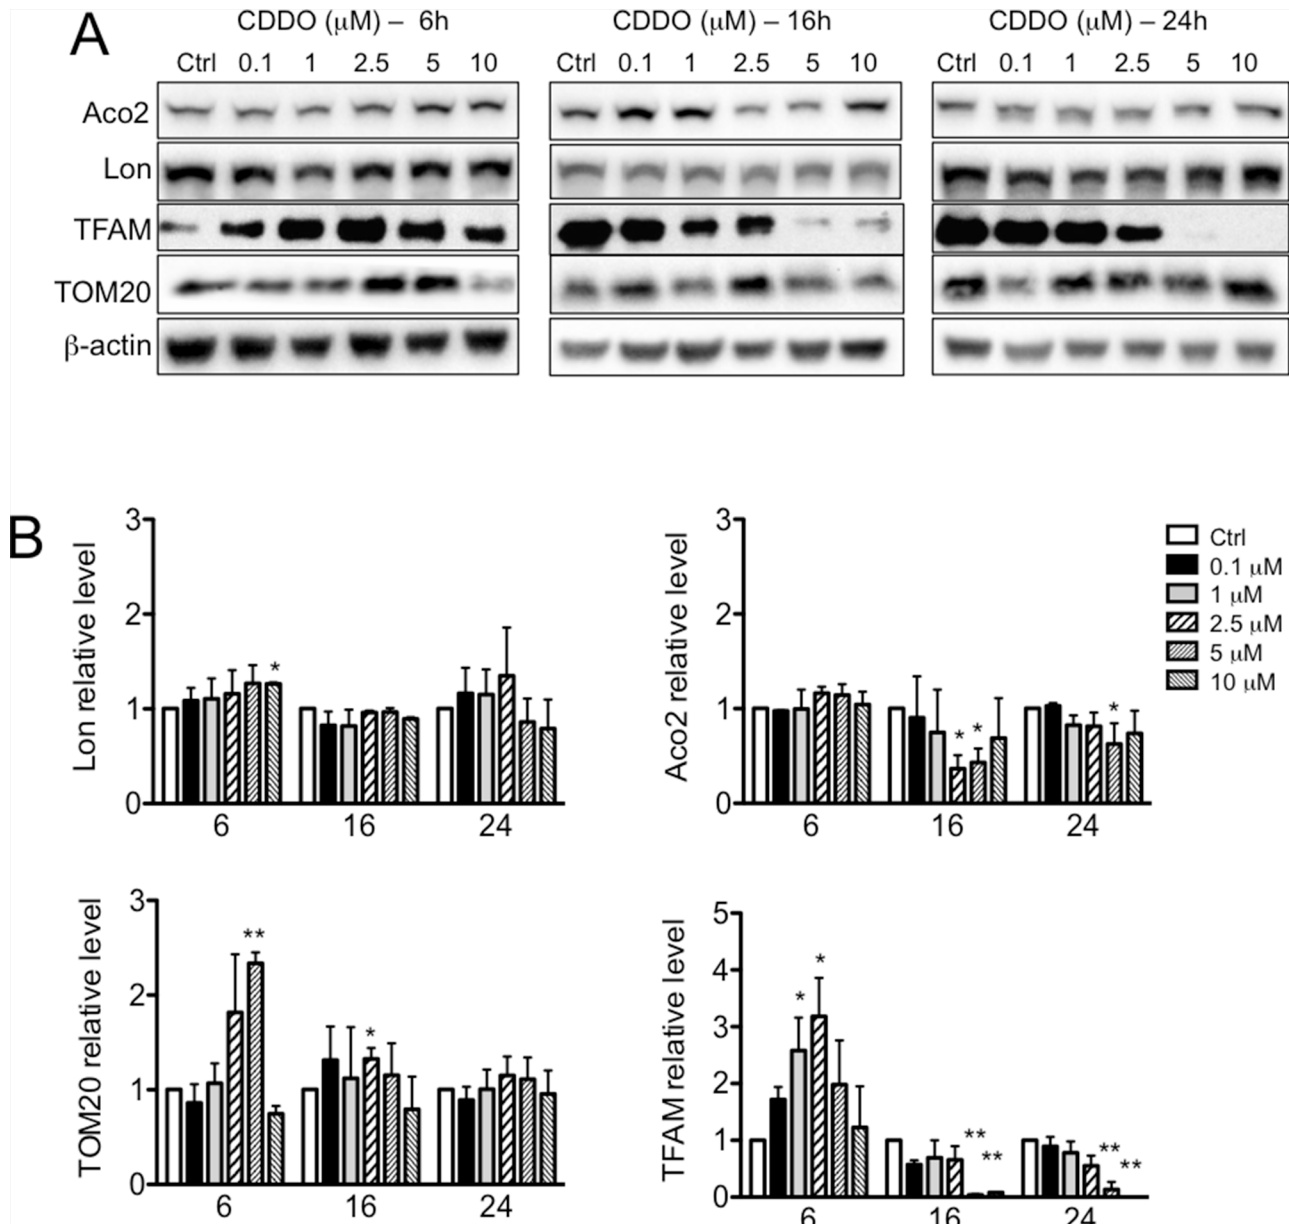 A
CDDO (μM) – 6h
CDDO (μM) – 16h
CDDO (μM) – 24h
Ctrl 0.1 1 2.5 5 10
Ctrl 0.1 1 2.5 5 10
Ctrl 0.1 1 2.5 5 10
Aco2
Lon
TFAM
TOM20
β-actin
B
Lon relative level
3
2
1
0
*
6 16 24
Aco2 relative level
3
2
1
0
* *
*
6 16 24
Ctrl
0.1 μM
1 μM
2.5 μM
5 μM
10 μM
TOM20 relative level
3
2
1
0
**
*
6 16 24
TFAM relative level
5
4
3
2
1
0
*
*
**
**
**
**
6 16 24